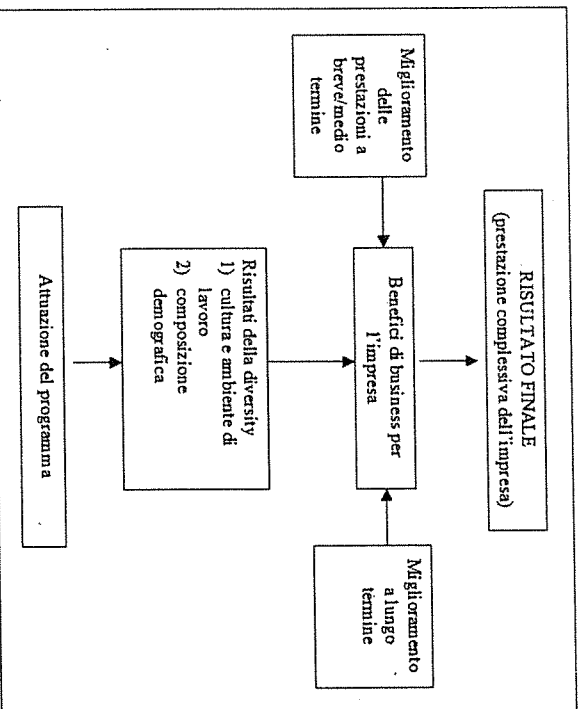 RISULTATO FINALE
(prestazione complessiva dell'impresa)
Miglioramento
delle
prestazioni a
breve/medio
termine
Benefici di business per
l'impresa
Miglioramento
a lungo
termine
Risultati della diversity
1) cultura e ambiente di
lavoro
2) composizione
demografica
Attuazione del programma